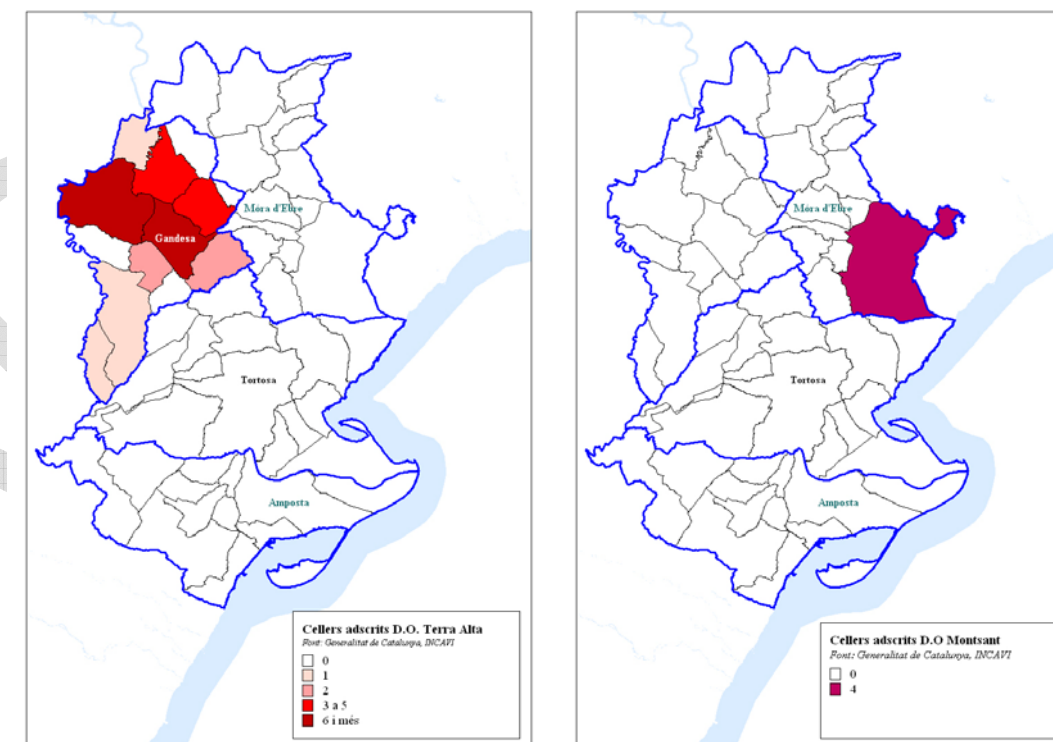 Móra d'Ebre
Gandesa
Tortosa
Amposta
Cellers adscrits D.O. Terra Alta
Font: Generalitat de Catalunya, INCAVI
0
1
2
3 a 5
6 i més
Móra d'Ebre
Tortosa
Amposta
Cellers adscrits D.O Montsant
Font: Generalitat de Catalunya, INCAVI
0
4